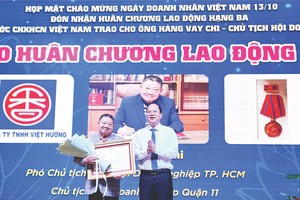 HỌP MẶT CHÀO MỪNG NGÀY DOANH NHÂN VIỆT NAM 13/10
ĐÓN NHẬN HUÂN CHƯƠNG LAO ĐỘNG HẠNG BA
ỚC CHXHCN VIỆT NAM TRAO CHO ÔNG HÀNG VAY CHI - CHỦ TỊCH HỘI DO
O HUÂN CHƯƠNG LAO ĐỘNG
TY TNHH VIỆT HƯƠNG
Phó Chủ tịch
nghiệp TP. HCM
Chủ tịch
Quận 11